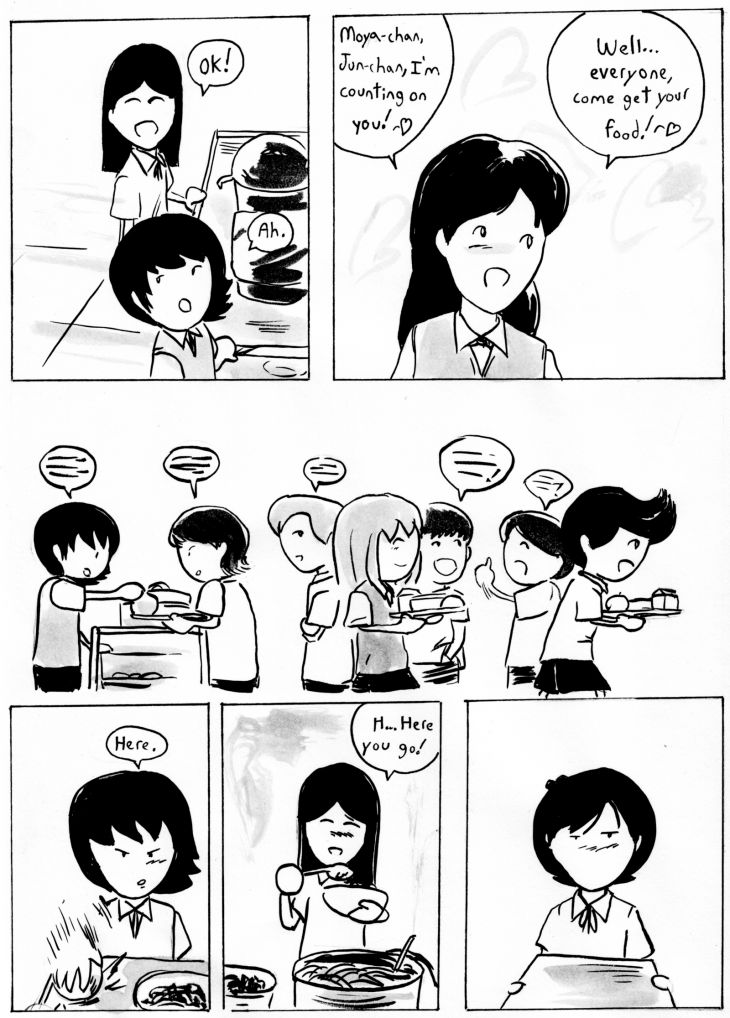 OK!
Ah.
Moya-chan,
Jun-chan, I'm
counting on
you!~♡
Well...
everyone,
come get your
food!~♡
Here.
H... Here
you go!